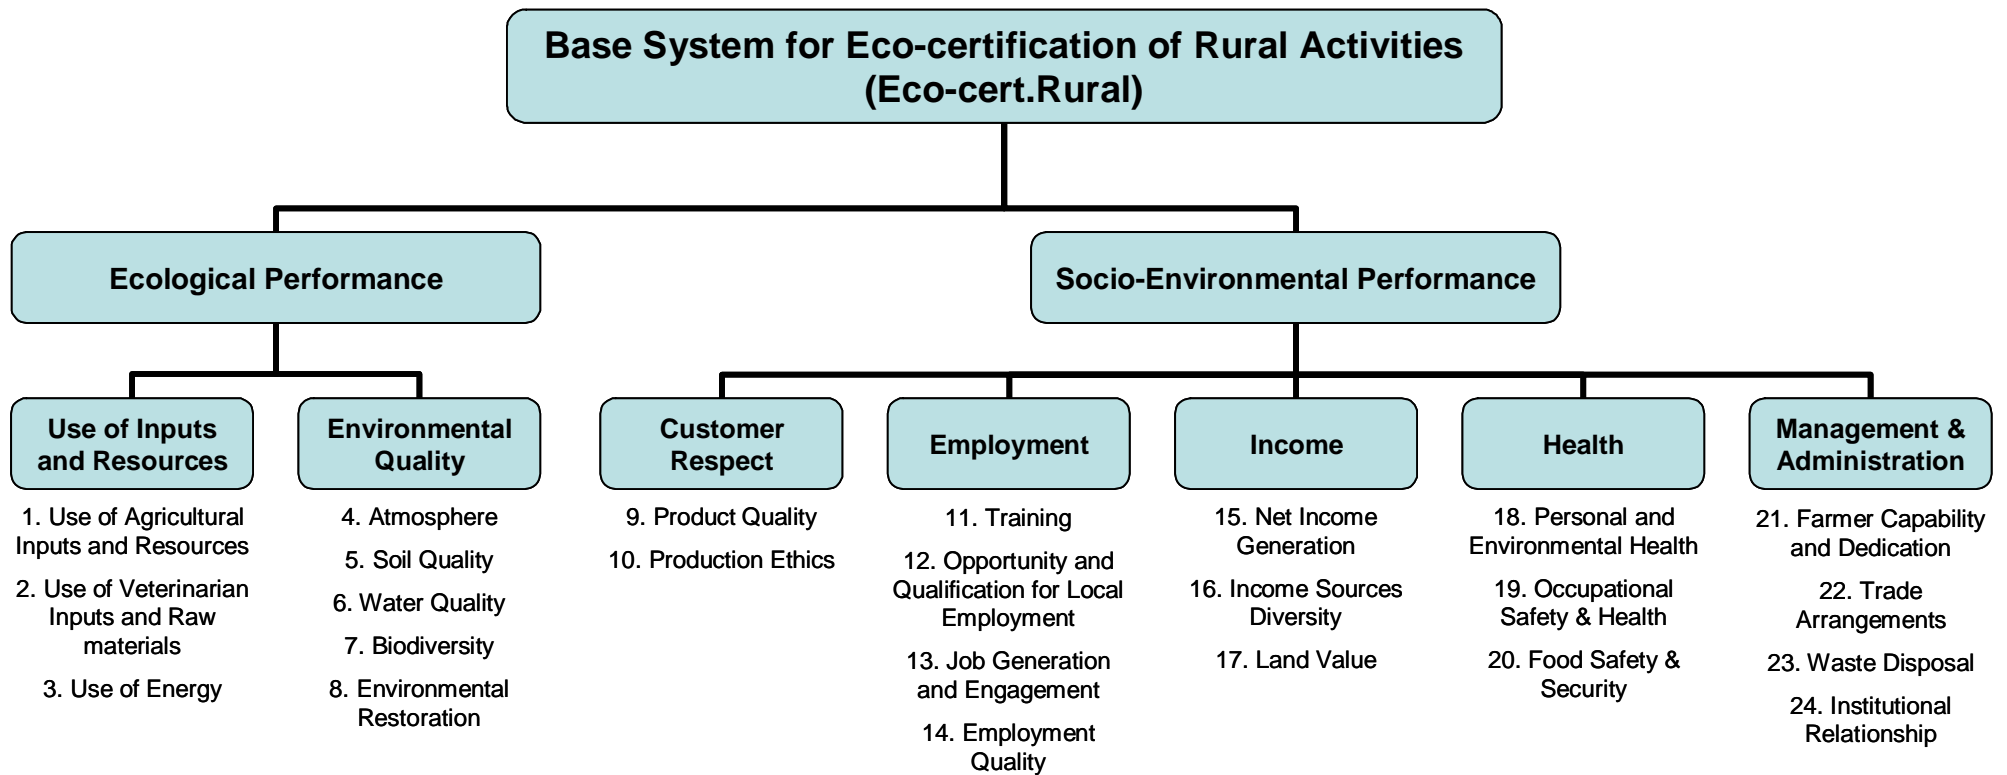 Base System for Eco-certification of Rural Activities
(Eco-cert.Rural)
Ecological Performance
Socio-Environmental Performance
Use of Inputs
and Resources
Environmental
Quality
Customer
Respect
Employment
Income
Health
Management &
Administration
1. Use of Agricultural
Inputs and Resources
2. Use of Veterinarian
Inputs and Raw
materials
3. Use of Energy
4. Atmosphere
5. Soil Quality
6. Water Quality
7. Biodiversity
8. Environmental
Restoration
9. Product Quality
10. Production Ethics
11. Training
12. Opportunity and
Qualification for Local
Employment
13. Job Generation
and Engagement
14. Employment
Quality
15. Net Income
Generation
16. Income Sources
Diversity
17. Land Value
18. Personal and
Environmental Health
19. Occupational
Safety & Health
20. Food Safety &
Security
21. Farmer Capability
and Dedication
22. Trade
Arrangements
23. Waste Disposal
24. Institutional
Relationship